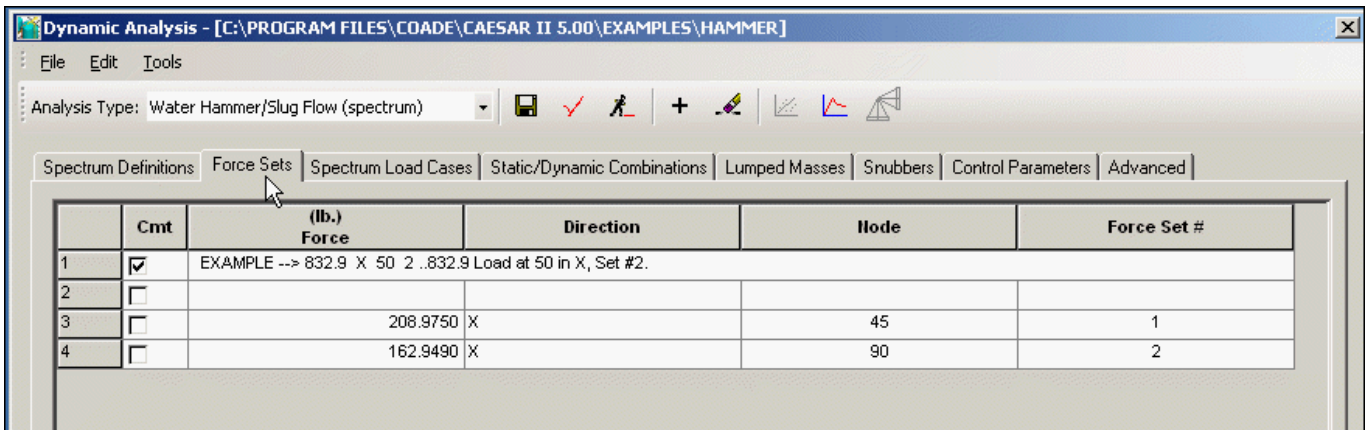 Dynamic Analysis - [C:\PROGRAM FILES\COADE\CAESAR II 5.00\EXAMPLES\HAMMER]
File Edit Tools
Analysis Type: Water Hammer/Slug Flow (spectrum)
Spectrum Definitions Force Sets Spectrum Load Cases Static/Dynamic Combinations Lumped Masses Snubbers Control Parameters Advanced
Cmt (lb.) Force Direction Node Force Set #
1 EXAMPLE --> 832.9 X 50 2 ..832.9 Load at 50 in X, Set #2.
2
3 208.9750 X 45 1
4 162.9490 X 90 2